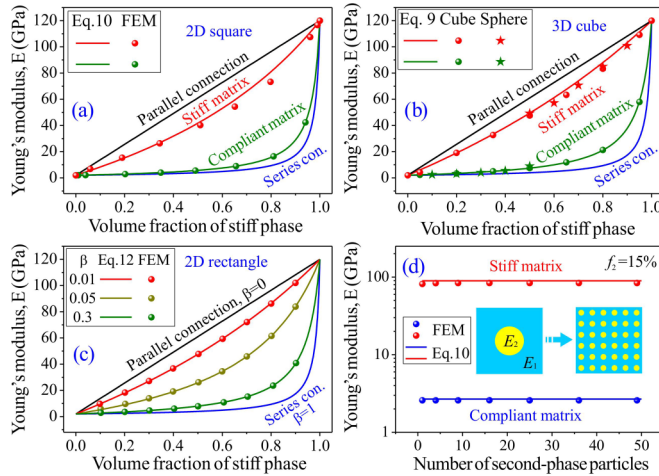 Eq.10 FEM
2D square
(a)
Parallel connection
Stiff matrix
Compliant matrix
Series con.
Young's modulus, E (GPa)
120
100
80
60
40
20
0
0.0 0.2 0.4 0.6 0.8 1.0
Volume fraction of stiff phase
Eq. 9 Cube Sphere
3D cube
(b)
Parallel connection
Stiff matrix
Compliant matrix
Series con.
Young's modulus, E (GPa)
120
100
80
60
40
20
0
0.0 0.2 0.4 0.6 0.8 1.0
Volume fraction of stiff phase
β Eq.12 FEM
0.01
0.05
0.3
2D rectangle
(c)
Parallel connection, β=0
Series con.
β=1
Young's modulus, E (GPa)
120
100
80
60
40
20
0
0.0 0.2 0.4 0.6 0.8 1.0
Volume fraction of stiff phase
(d)
Stiff matrix
f₂=15%
FEM
Eq.10
E₂
E₁
Compliant matrix
Young's modulus, E (GPa)
100
10
1
0 10 20 30 40 50
Number of second-phase particles